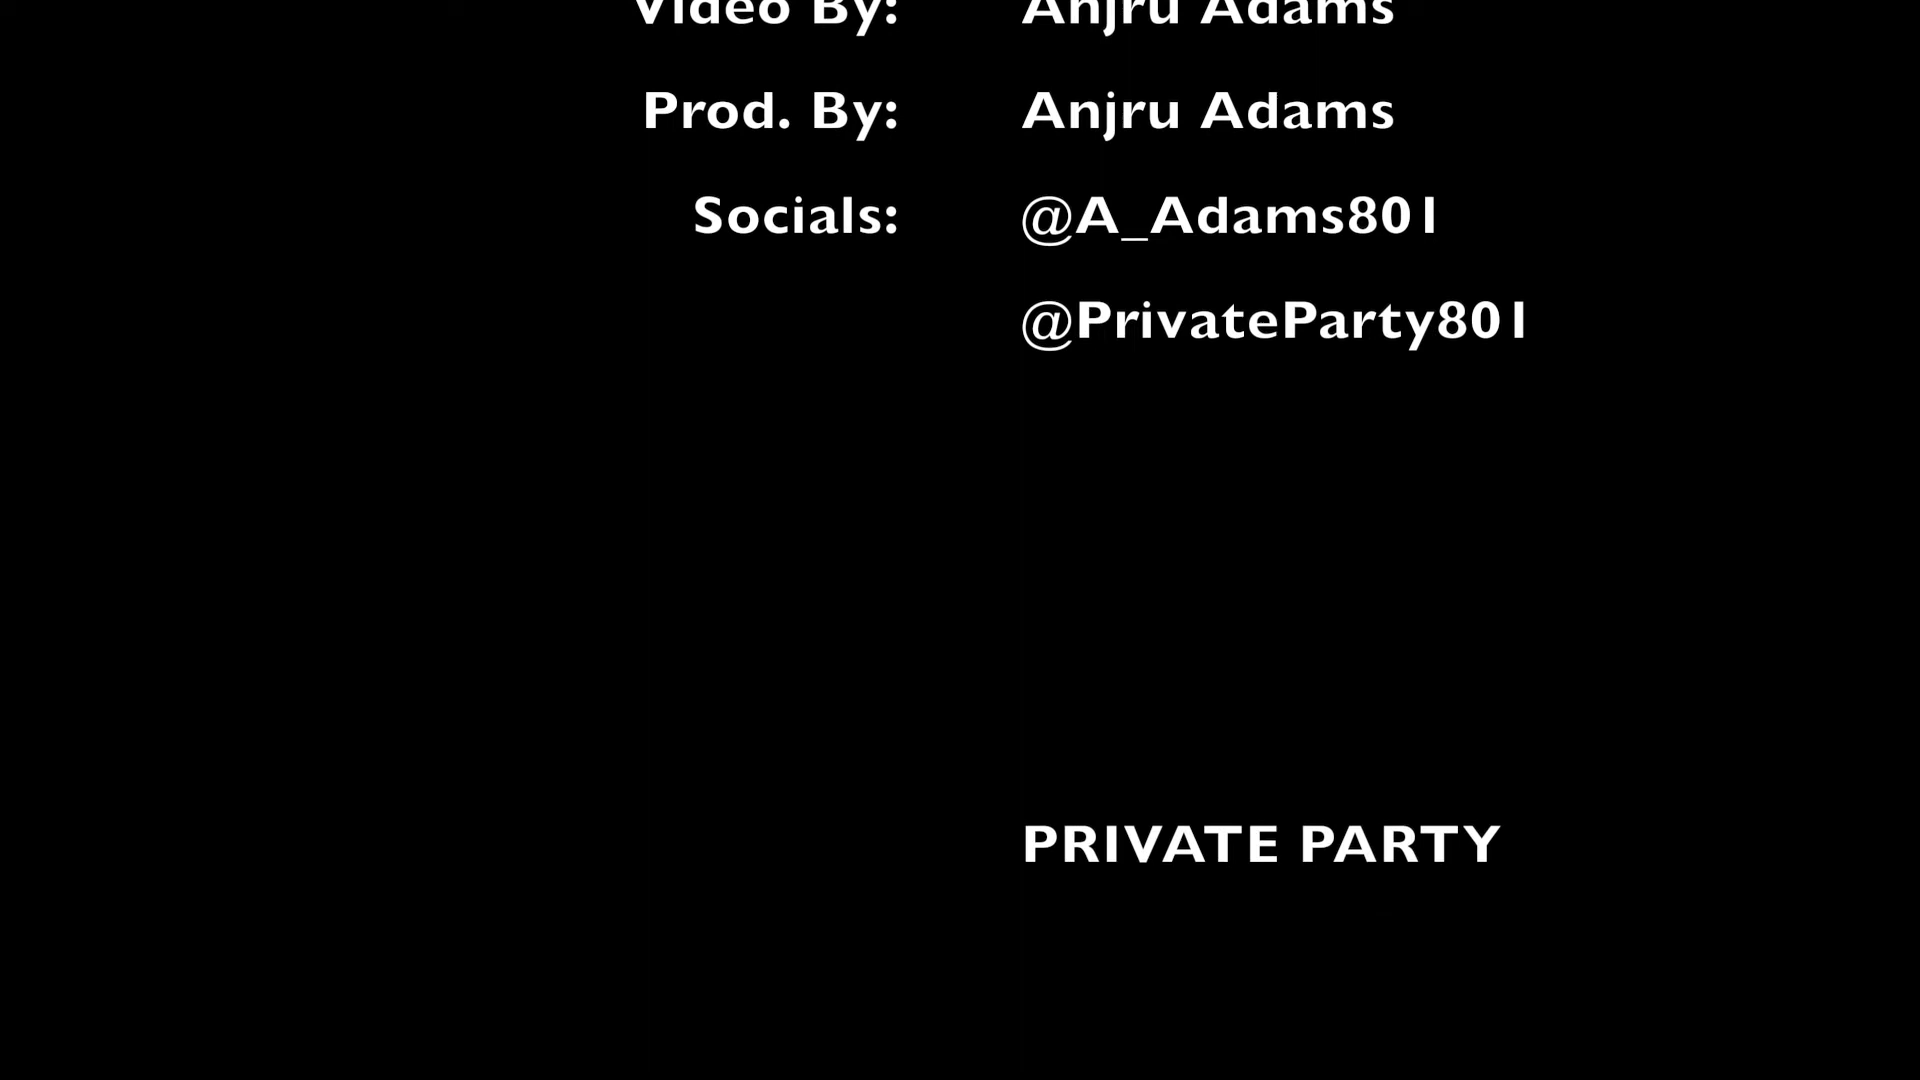 Video By: Anjru Adams
Prod. By: Anjru Adams
Socials: @A_Adams801
@PrivateParty801
PRIVATE PARTY